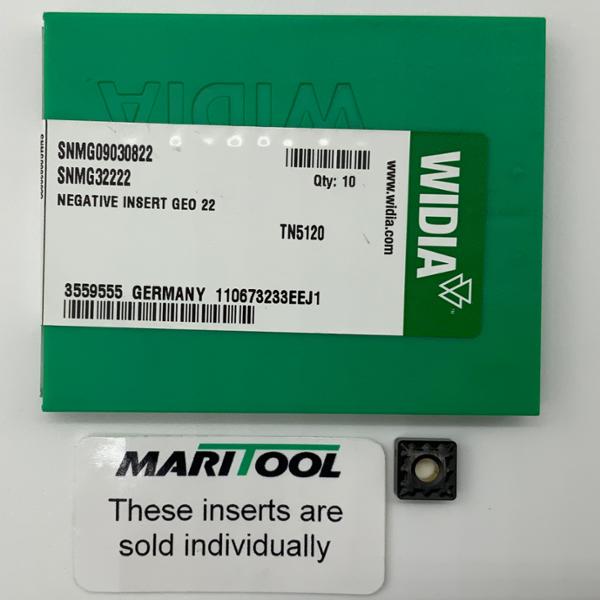 WIDIA
SNMG09030822
SNMG32222
Qty: 10
NEGATIVE INSERT GEO 22
TN5120
3559555 GERMANY 110673233EEJ1
www.widia.com
WIDIA
MARITOOL
These inserts are
sold individually